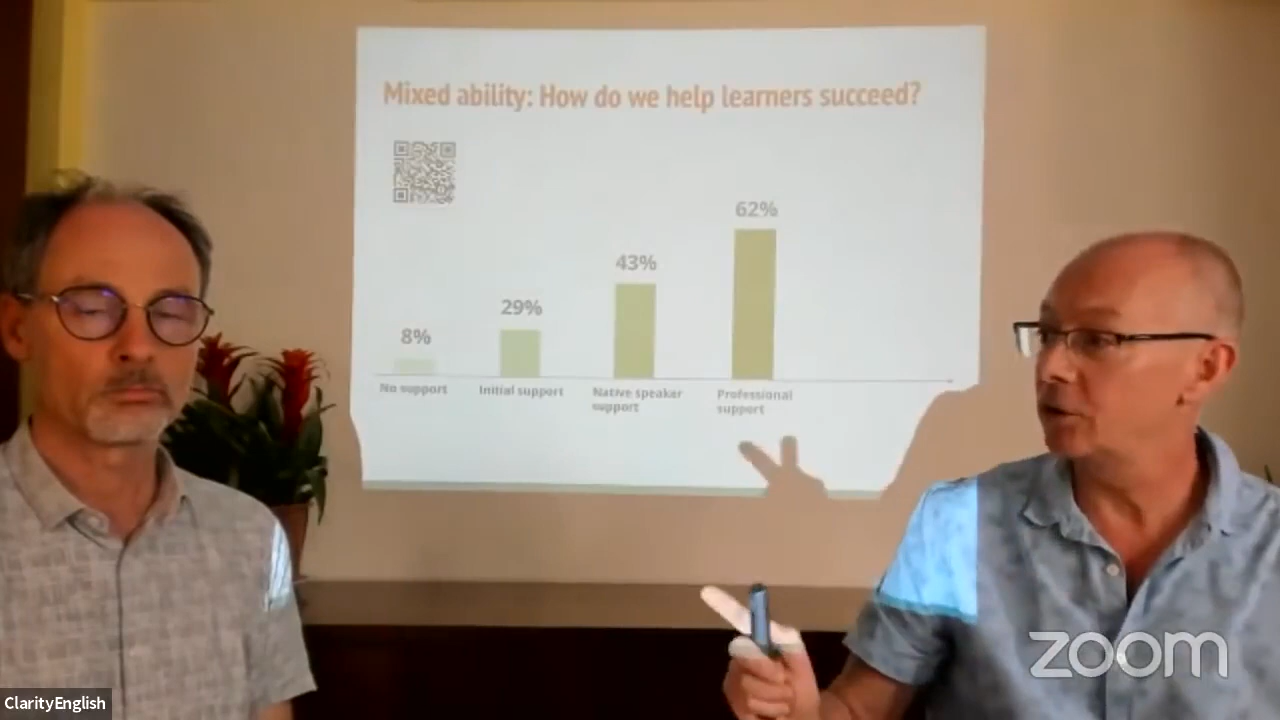 Mixed ability: How do we help learners succeed?
62%
43%
29%
8%
No support
Initial support
Native speaker
support
Professional
support
zoom
ClarityEnglish